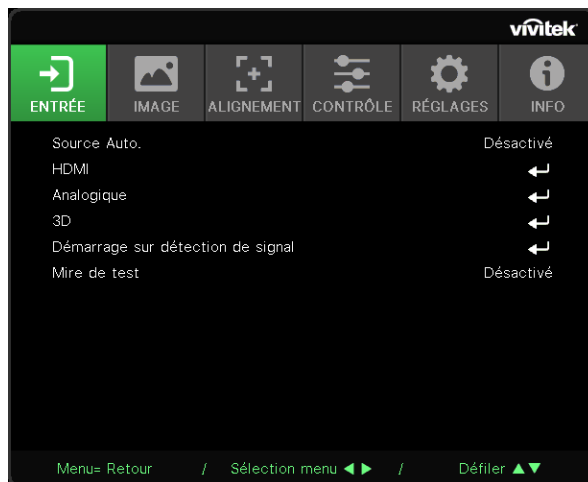 vivitek
ENTRÉE IMAGE ALIGNEMENT CONTRÔLE RÉGLAGES INFO
Source Auto. Désactivé
HDMI
Analogique
3D
Démarrage sur détection de signal
Mire de test Désactivé
Menu= Retour / Sélection menu ◀ ▶ / Défiler ▲▼